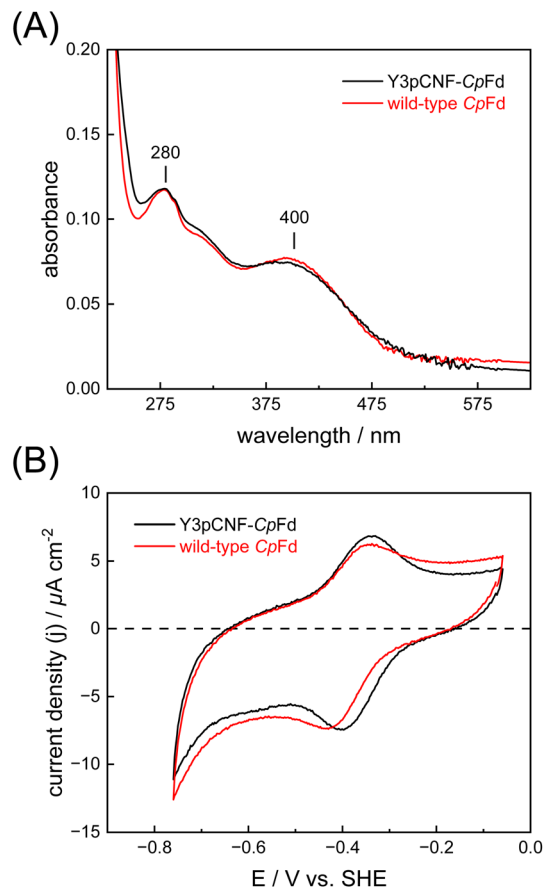 (A)
0.20
0.15
0.10
0.05
0.00
absorbance
Y3pCNF-CpFd
wild-type CpFd
280
400
275 375 475 575
wavelength / nm
(B)
10
5
0
−5
−10
−15
current density (j) / µA cm-2
Y3pCNF-CpFd
wild-type CpFd
−0.8 −0.6 −0.4 −0.2 0.0
E / V vs. SHE